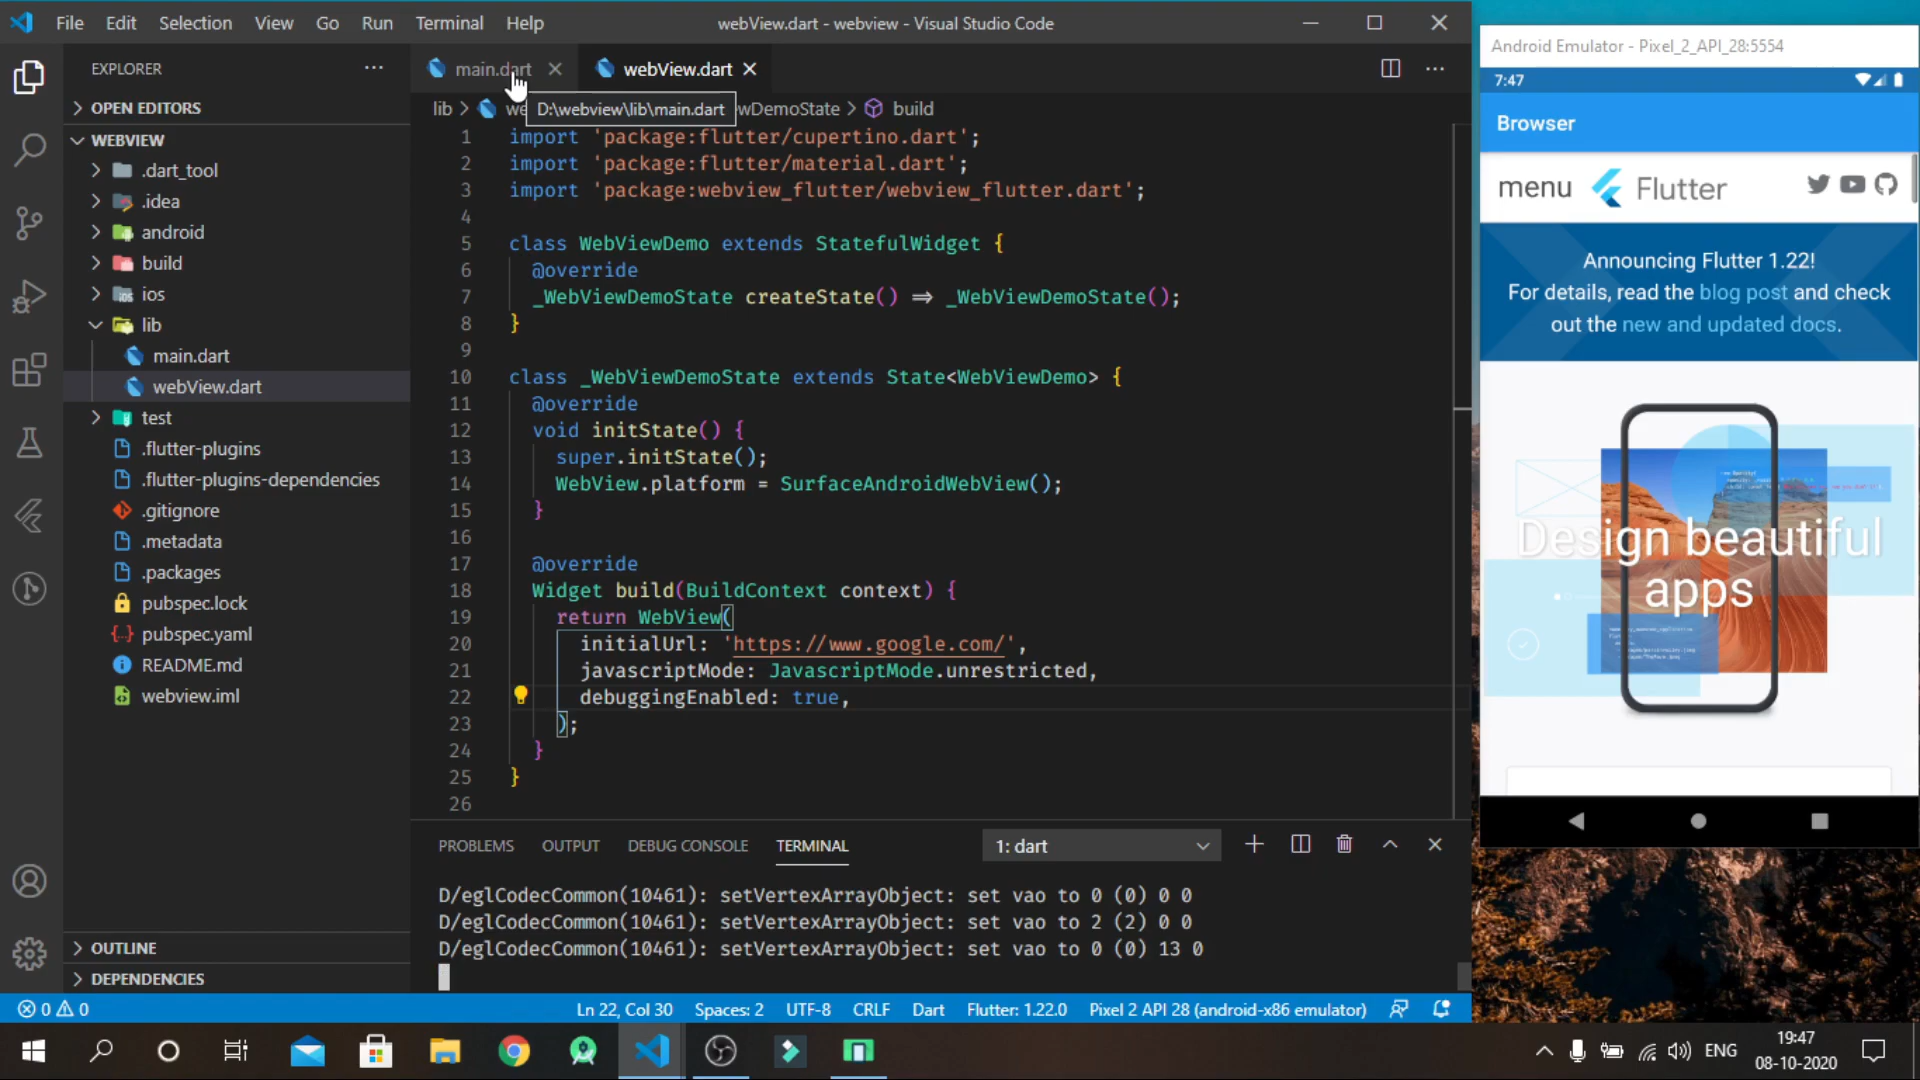 File Edit Selection View Go Run Terminal Help
webView.dart - webview - Visual Studio Code
EXPLORER
OPEN EDITORS
WEBVIEW
.dart_tool
.idea
android
build
ios
lib
main.dart
webView.dart
test
.flutter-plugins
.flutter-plugins-dependencies
.gitignore
.metadata
.packages
pubspec.lock
pubspec.yaml
README.md
webview.iml
OUTLINE
DEPENDENCIES
main.dart
webView.dart
lib > we
D:\webview\lib\main.dart
wDemoState > build
1 import 'package:flutter/cupertino.dart';
2 import 'package:flutter/material.dart';
3 import 'package:webview_flutter/webview_flutter.dart';
4
5 class WebViewDemo extends StatefulWidget {
6 @override
7 _WebViewDemoState createState() ⇒ _WebViewDemoState();
8 }
9
10 class _WebViewDemoState extends State<WebViewDemo> {
11 @override
12 void initState() {
13 super.initState();
14 WebView.platform = SurfaceAndroidWebView();
15 }
16
17 @override
18 Widget build(BuildContext context) {
19 return WebView(
20 initialUrl: 'https://www.google.com/',
21 javascriptMode: JavascriptMode.unrestricted,
22 debuggingEnabled: true,
23 );
24 }
25 }
26
PROBLEMS OUTPUT DEBUG CONSOLE TERMINAL
1: dart
D/eglCodecCommon(10461): setVertexArrayObject: set vao to 0 (0) 0 0
D/eglCodecCommon(10461): setVertexArrayObject: set vao to 2 (2) 0 0
D/eglCodecCommon(10461): setVertexArrayObject: set vao to 0 (0) 13 0
0 0
Ln 22, Col 30 Spaces: 2 UTF-8 CRLF Dart Flutter: 1.22.0 Pixel 2 API 28 (android-x86 emulator)
Android Emulator - Pixel_2_API_28:5554
7:47
Browser
menu Flutter
Announcing Flutter 1.22!
For details, read the blog post and check
out the new and updated docs.
Design beautiful
apps
ENG
19:47
08-10-2020